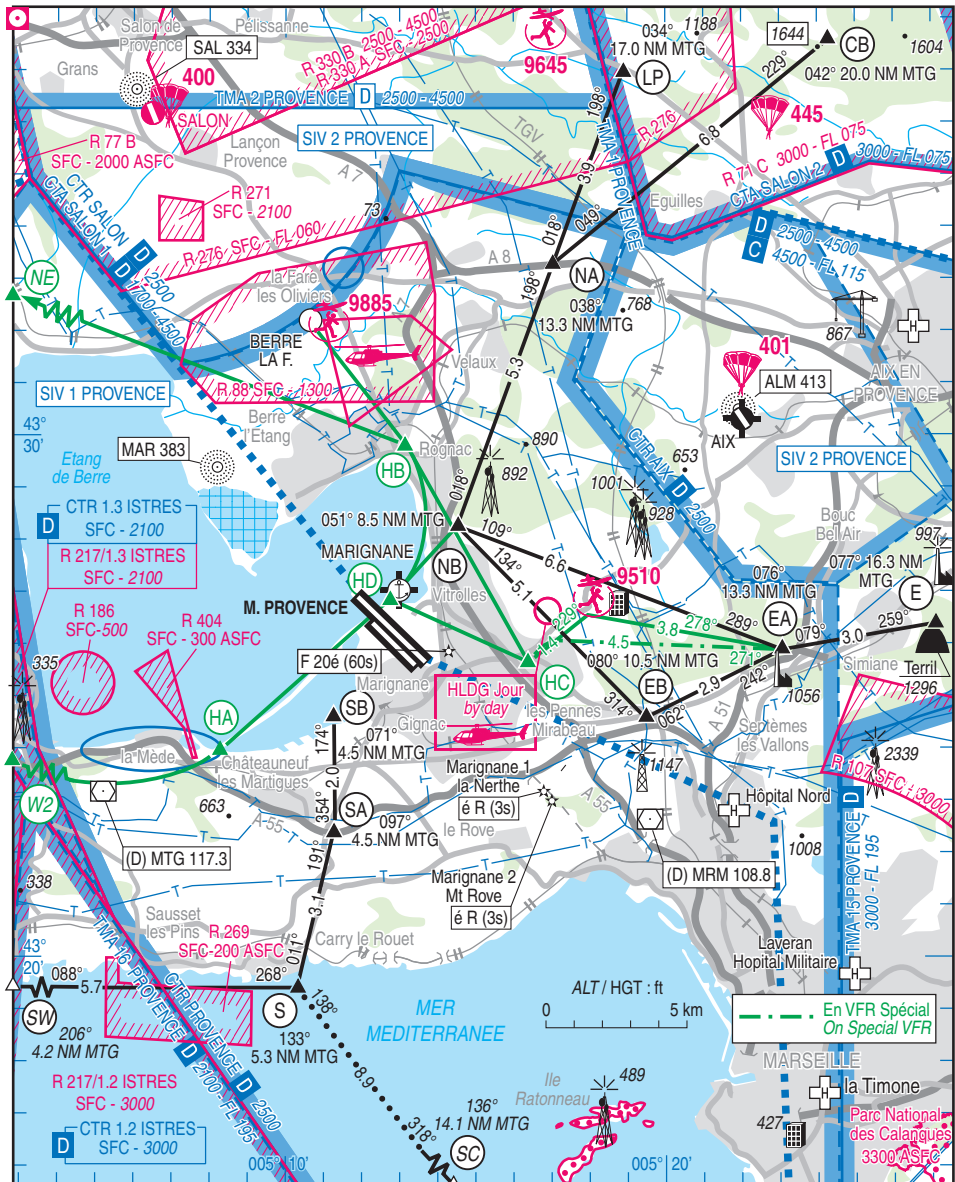 Salon de
Provence
Pélissanne
SAL 334
Grans
400
SALON
R 330 B 2500 - 4500
R 330 A SFC - 2500
9645
034°
17.0 NM MTG
1188
LP
1644
CB
1604
042° 20.0 NM MTG
229°
TMA 2 PROVENCE D 2500-4500
198°
TMA 1 PROVENCE
R 276
6.8
445
SIV 2 PROVENCE
TGV
R 77 B
SFC - 2000 ASFC
Lançon
Provence
A 7
3.9
R 71 C 3000 - FL 075
CTA SALON 2 D 3000 - FL 075
R 271
SFC - 2100
73
Eguilles
018°
049°
CTR SALON D 2500
CTA SALON 1 D 1700-4500
R 276 SFC - FL 060
A 8
NA
D
C
2500 - 4500
4500 - FL 115
NE
la Fare
les Oliviers
9885
198°
038°
13.3 NM MTG
768
867
BERRE
LA F.
401
Velaux
ALM 413
AIX EN
PROVENCE
SIV 1 PROVENCE
R 88 SFC - 1300
5.3
Berre
l'Etang
43°
30'
AIX
Rognac
890
CTR AIX D 2500
653
SIV 2 PROVENCE
Etang
de Berre
MAR 383
HB
892
018°
1001
928
Bouc
Bel Air
D
CTR 1.3 ISTRES
SFC - 2100
051° 8.5 NM MTG
109°
997
R 217/1.3 ISTRES
SFC - 2100
MARIGNANE
134°
6.6
076°
13.3 NM MTG
077° 16.3 NM
MTG
HD
NB
5.1
9510
E
M. PROVENCE
Vitrolles
EA
R 186
SFC-500
R 404
SFC - 300 ASFC
229°
3.8
278°
289°
079°
3.0
259°
F 20é (60s)
1.4
4.5
271°
335
Marignane
HC
080° 10.5 NM MTG
242°
Simiane
Terril
1296
HLDG Jour
by day
EB
2.9
1056
HA
SB
314°
062°
A 51
174°
071°
4.5 NM MTG
Gignac
les Pennes
Mirabeau
Septèmes
les Vallons
la Mède
Châteauneuf
les Martigues
2339
1147
R 107 SFC - 3000
W2
2.0
Marignane 1
la Nerthe
é R (3s)
A 55
Hôpital Nord
D
663
354°
SA
A 55
097°
4.5 NM MTG
le Rove
(D) MTG 117.3
191°
1008
(D) MRM 108.8
Marignane 2
Mt Rove
é R (3s)
338
3.1
TMA 15 PROVENCE
3000 - FL 195
Sausset
les Pins
Carry le Rouet
R 269
SFC-200 ASFC
43°
20'
Laveran
Hopital Militaire
011°
088°
5.7
268°
ALT / HGT : ft
0 5 km
S
138°
SW
206°
4.2 NM MTG
133°
5.3 NM MTG
MER
MEDITERRANEE
En VFR Spécial
On Special VFR
TMA 16 PROVENCE D 2100-FL 195
CTR PROVENCE D 2500
MARSEILLE
R 217/1.2 ISTRES
SFC - 3000
8.9
Ile
Ratonneau
489
la Timone
D
CTR 1.2 ISTRES
SFC - 3000
136°
14.1 NM MTG
427
Parc National
des Calanques
3300 ASFC
318°
SC
005° 10'
005° 20'